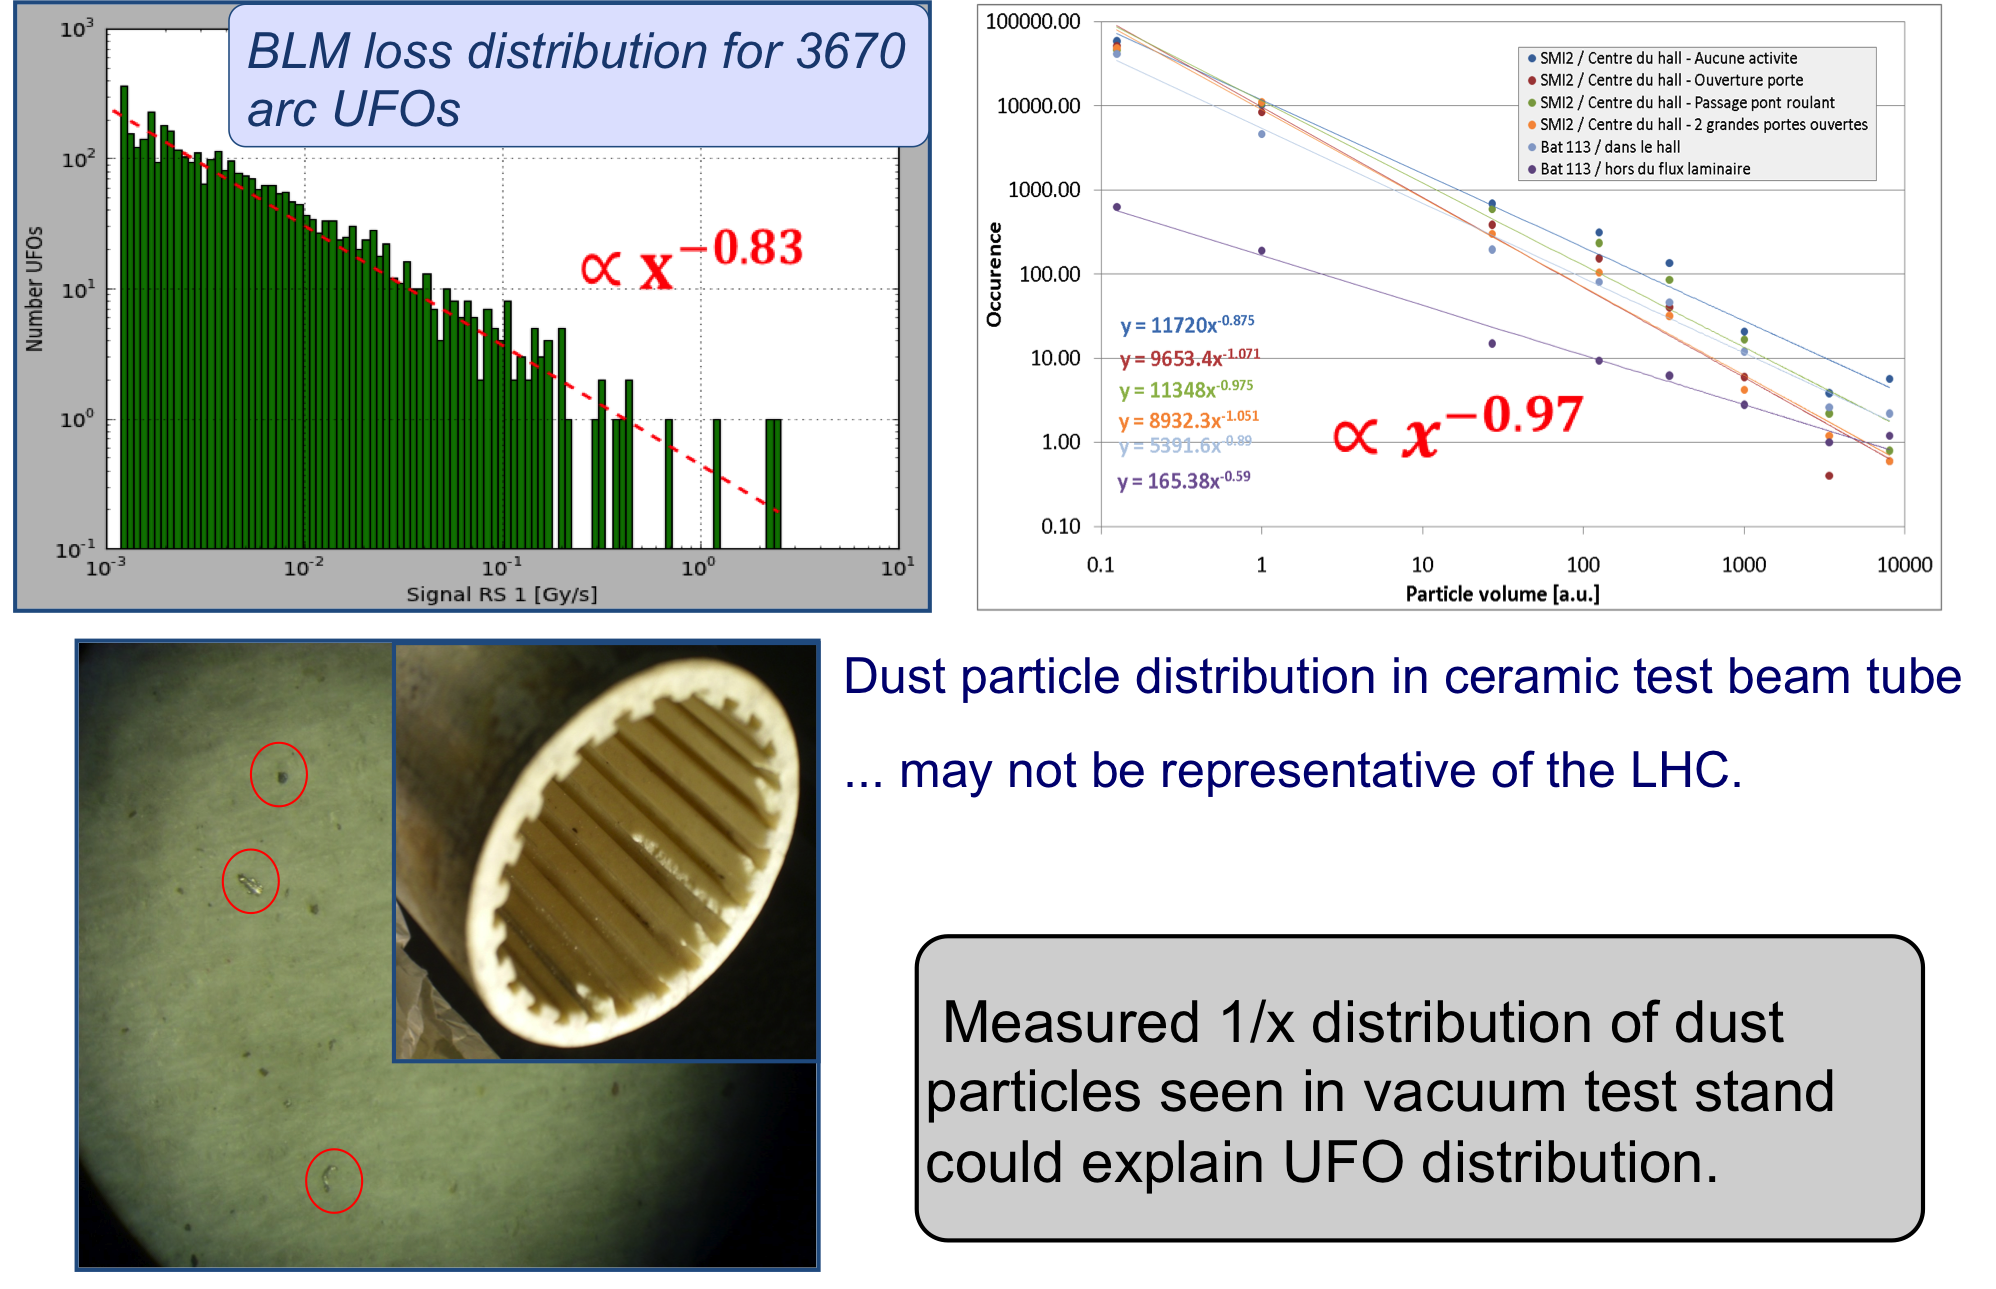 BLM loss distribution for 3670
arc UFOs
10³
10²
10¹
10⁰
10⁻¹
Number UFOs
∝ x⁻⁰·⁸³
10⁻³ 10⁻² 10⁻¹ 10⁰ 10¹
Signal RS 1 [Gy/s]
100000.00
10000.00
1000.00
100.00
10.00
1.00
0.10
Occurence
SMI2 / Centre du hall - Aucune activite
SMI2 / Centre du hall - Ouverture porte
SMI2 / Centre du hall - Passage pont roulant
SMI2 / Centre du hall - 2 grandes portes ouvertes
Bat 113 / dans le hall
Bat 113 / hors du flux laminaire
y = 11720x⁻⁰·⁸⁷⁵
y = 9653.4x⁻¹·⁰⁷¹
y = 11348x⁻⁰·⁹⁷⁵
y = 8932.3x⁻¹·⁰⁵¹
y = 5391.6x⁻⁰·⁸⁹
y = 165.38x⁻⁰·⁵⁹
∝ x⁻⁰·⁹⁷
0.1 1 10 100 1000 10000
Particle volume [a.u.]
Dust particle distribution in ceramic test beam tube
... may not be representative of the LHC.
Measured 1/x distribution of dust
particles seen in vacuum test stand
could explain UFO distribution.